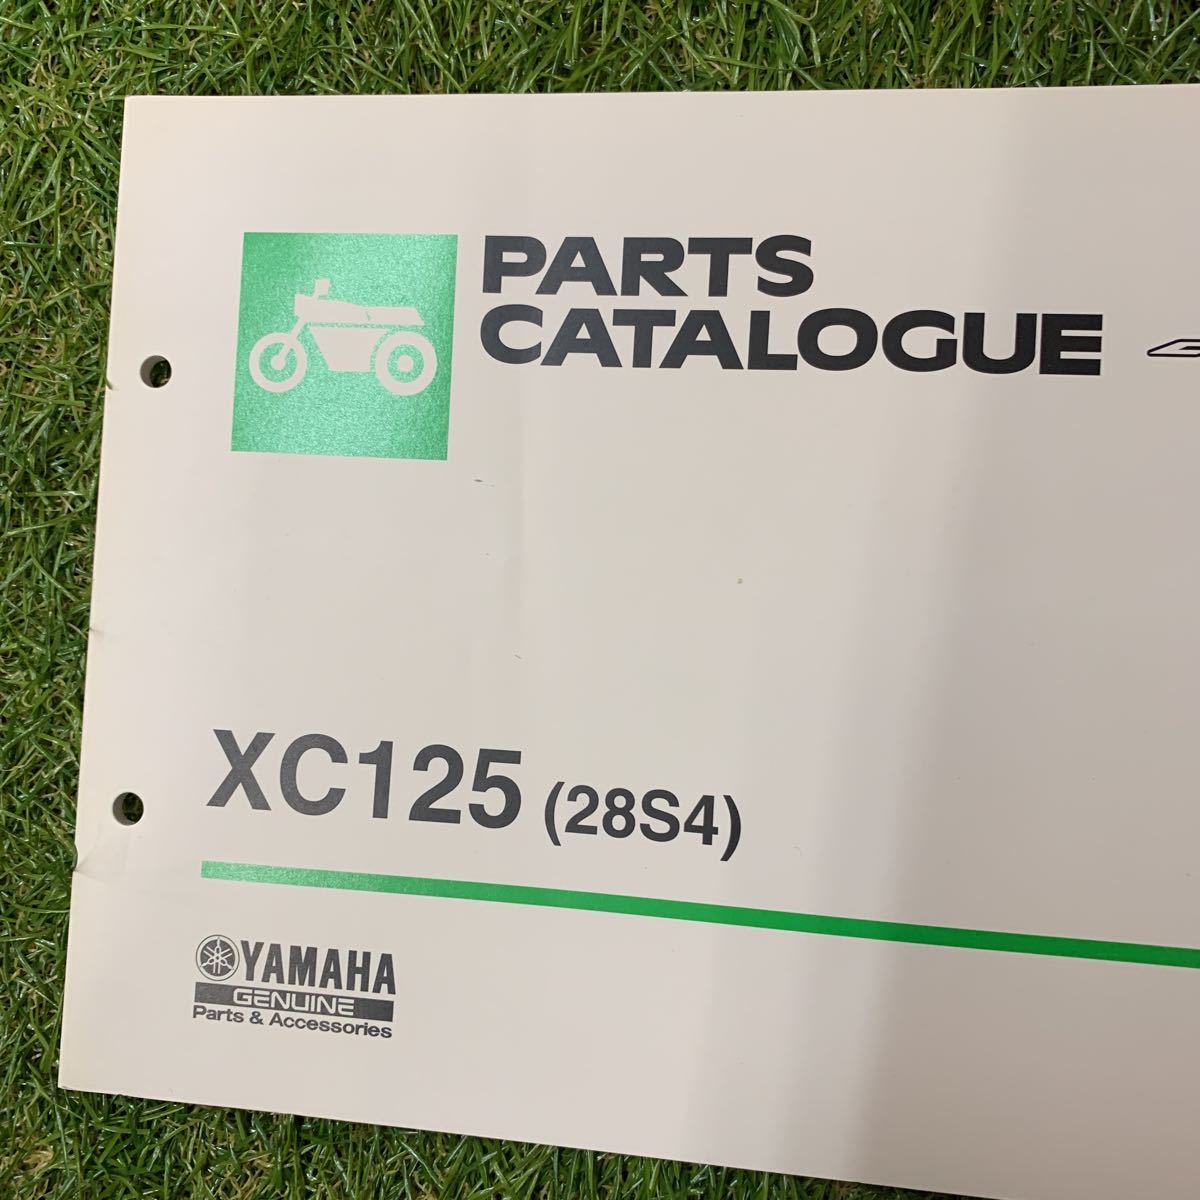 PARTS
CATALOGUE
XC125 (28S4)
YAMAHA
GENUINE
Parts & Accessories